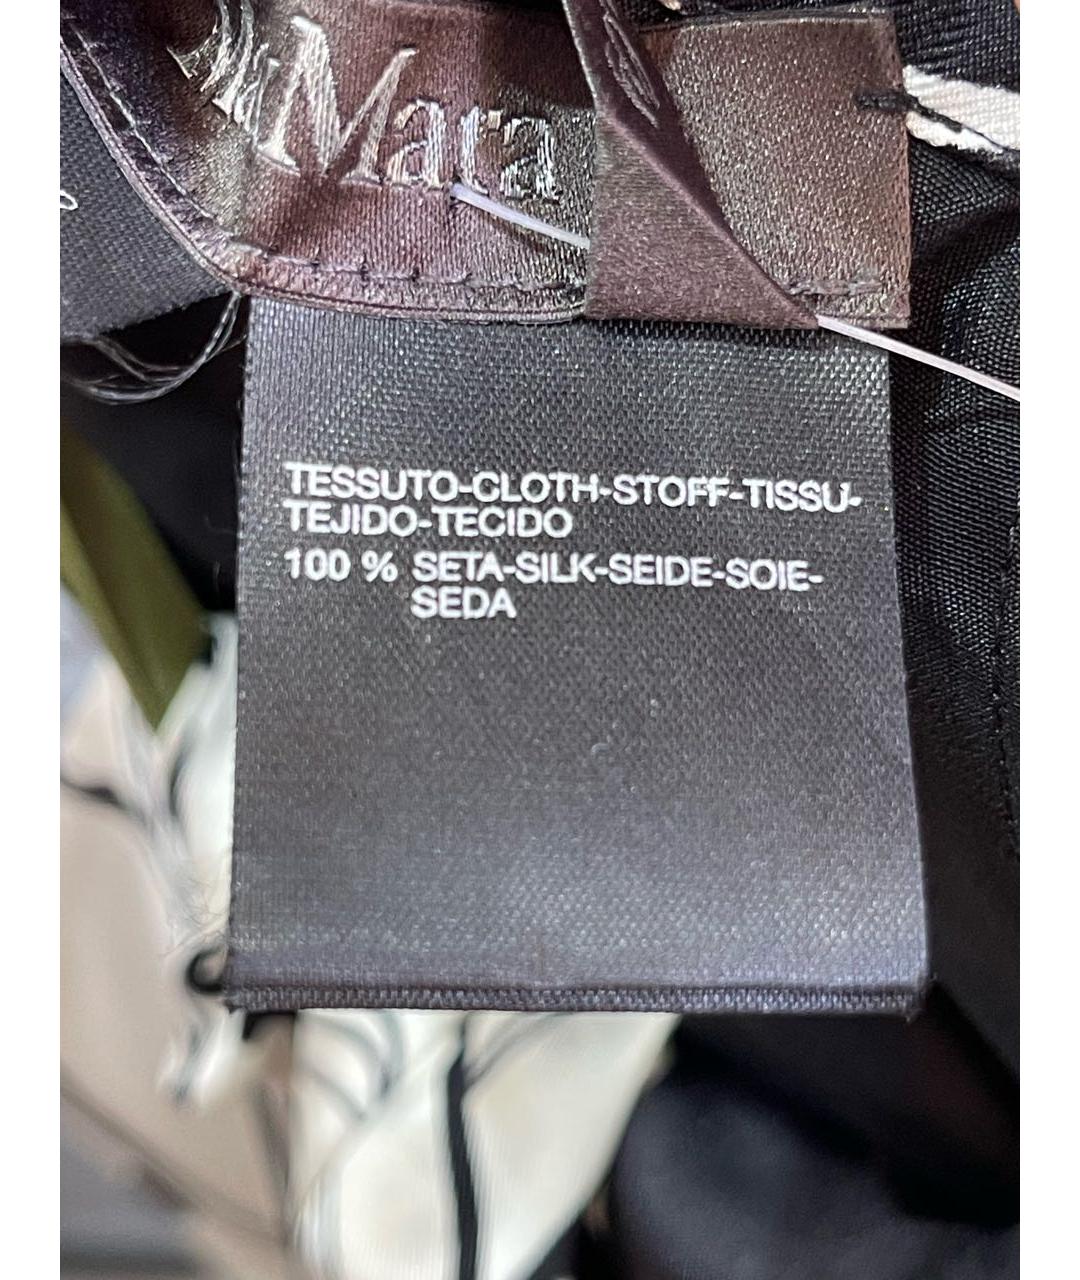 Mara
TESSUTO-CLOTH-STOFF-TISSU-
TEJIDO-TECIDO
100 % SETA-SILK-SEIDE-SOIE-
SEDA